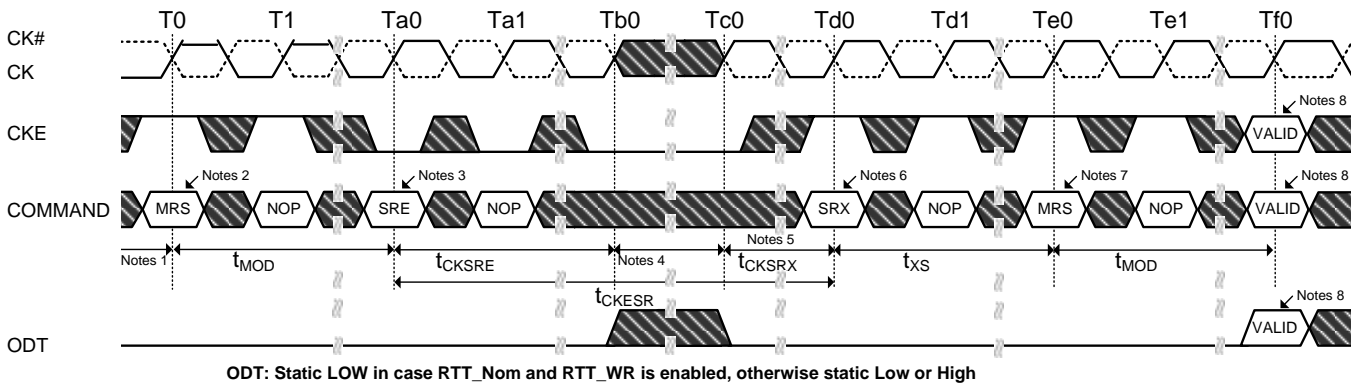 T0 T1 Ta0 Ta1 Tb0 Tc0 Td0 Td1 Te0 Te1 Tf0
CK#
CK
Notes 8
CKE VALID
Notes 2 Notes 3 Notes 6 Notes 7 Notes 8
COMMAND MRS NOP SRE NOP SRX NOP MRS NOP VALID
Notes 1 tMOD tCKSRE Notes 4 Notes 5 tCKSRX tXS tMOD
tCKESR
Notes 8
ODT VALID
ODT: Static LOW in case RTT_Nom and RTT_WR is enabled, otherwise static Low or High